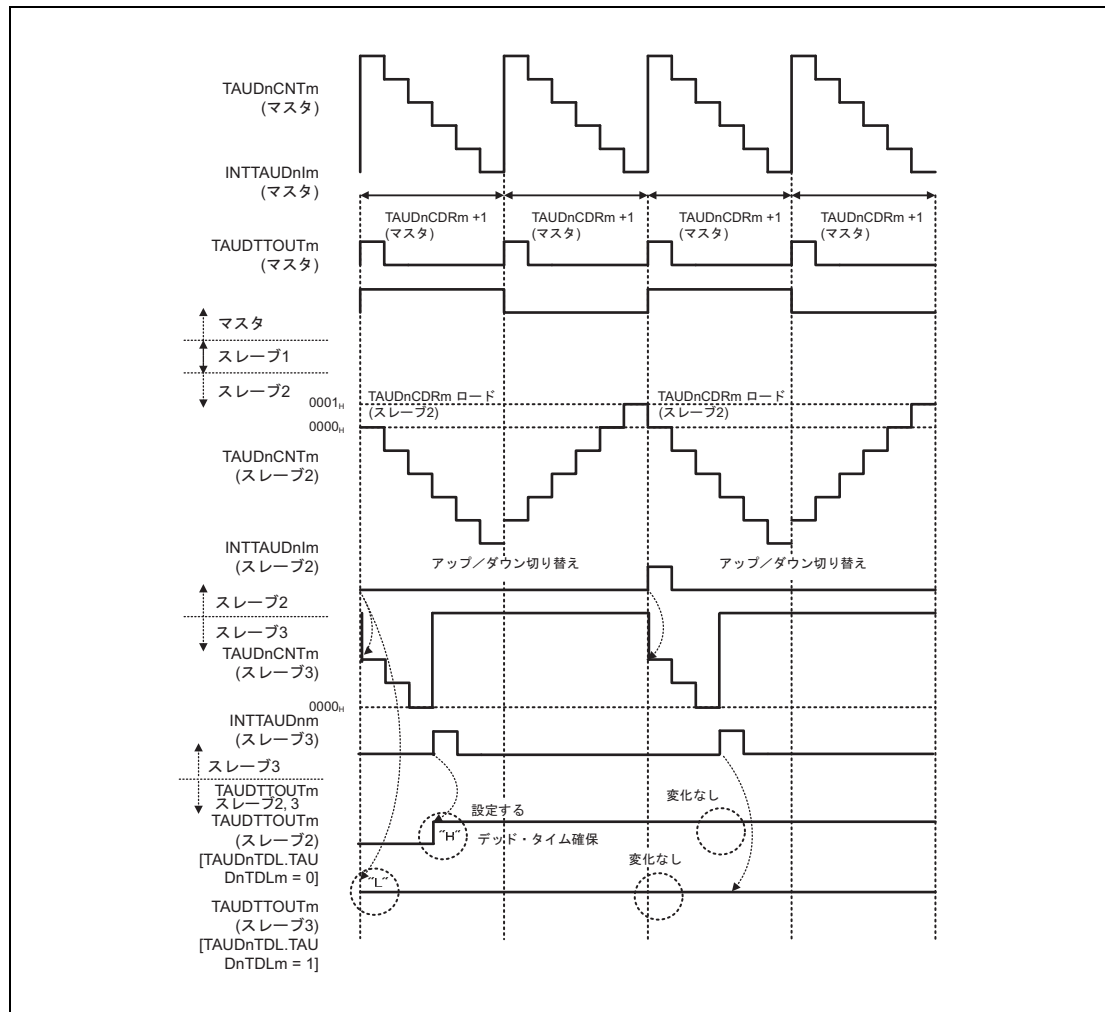 TAUDnCNTm
(マスタ)
INTTAUDnIm
(マスタ)
TAUDnCDRm +1
(マスタ)
TAUDnCDRm +1
(マスタ)
TAUDnCDRm +1
(マスタ)
TAUDnCDRm +1
(マスタ)
TAUDTTOUTm
(マスタ)
マスタ
スレーブ1
スレーブ2
TAUDnCDRm ロード
(スレーブ2)
TAUDnCDRm ロード
(スレーブ2)
0001H
0000H
TAUDnCNTm
(スレーブ2)
INTTAUDnIm
(スレーブ2)
アップ／ダウン切り替え
アップ／ダウン切り替え
スレーブ2
スレーブ3
TAUDnCNTm
(スレーブ3)
0000H
INTTAUDnm
(スレーブ3)
スレーブ3
TAUDTTOUTm
スレーブ2, 3
TAUDTTOUTm
(スレーブ2)
[TAUDnTDL.TAU
DnTDLm = 0]
"H"
設定する
デッド・タイム確保
変化なし
"L"
変化なし
TAUDTTOUTm
(スレーブ3)
[TAUDnTDL.TAU
DnTDLm = 1]